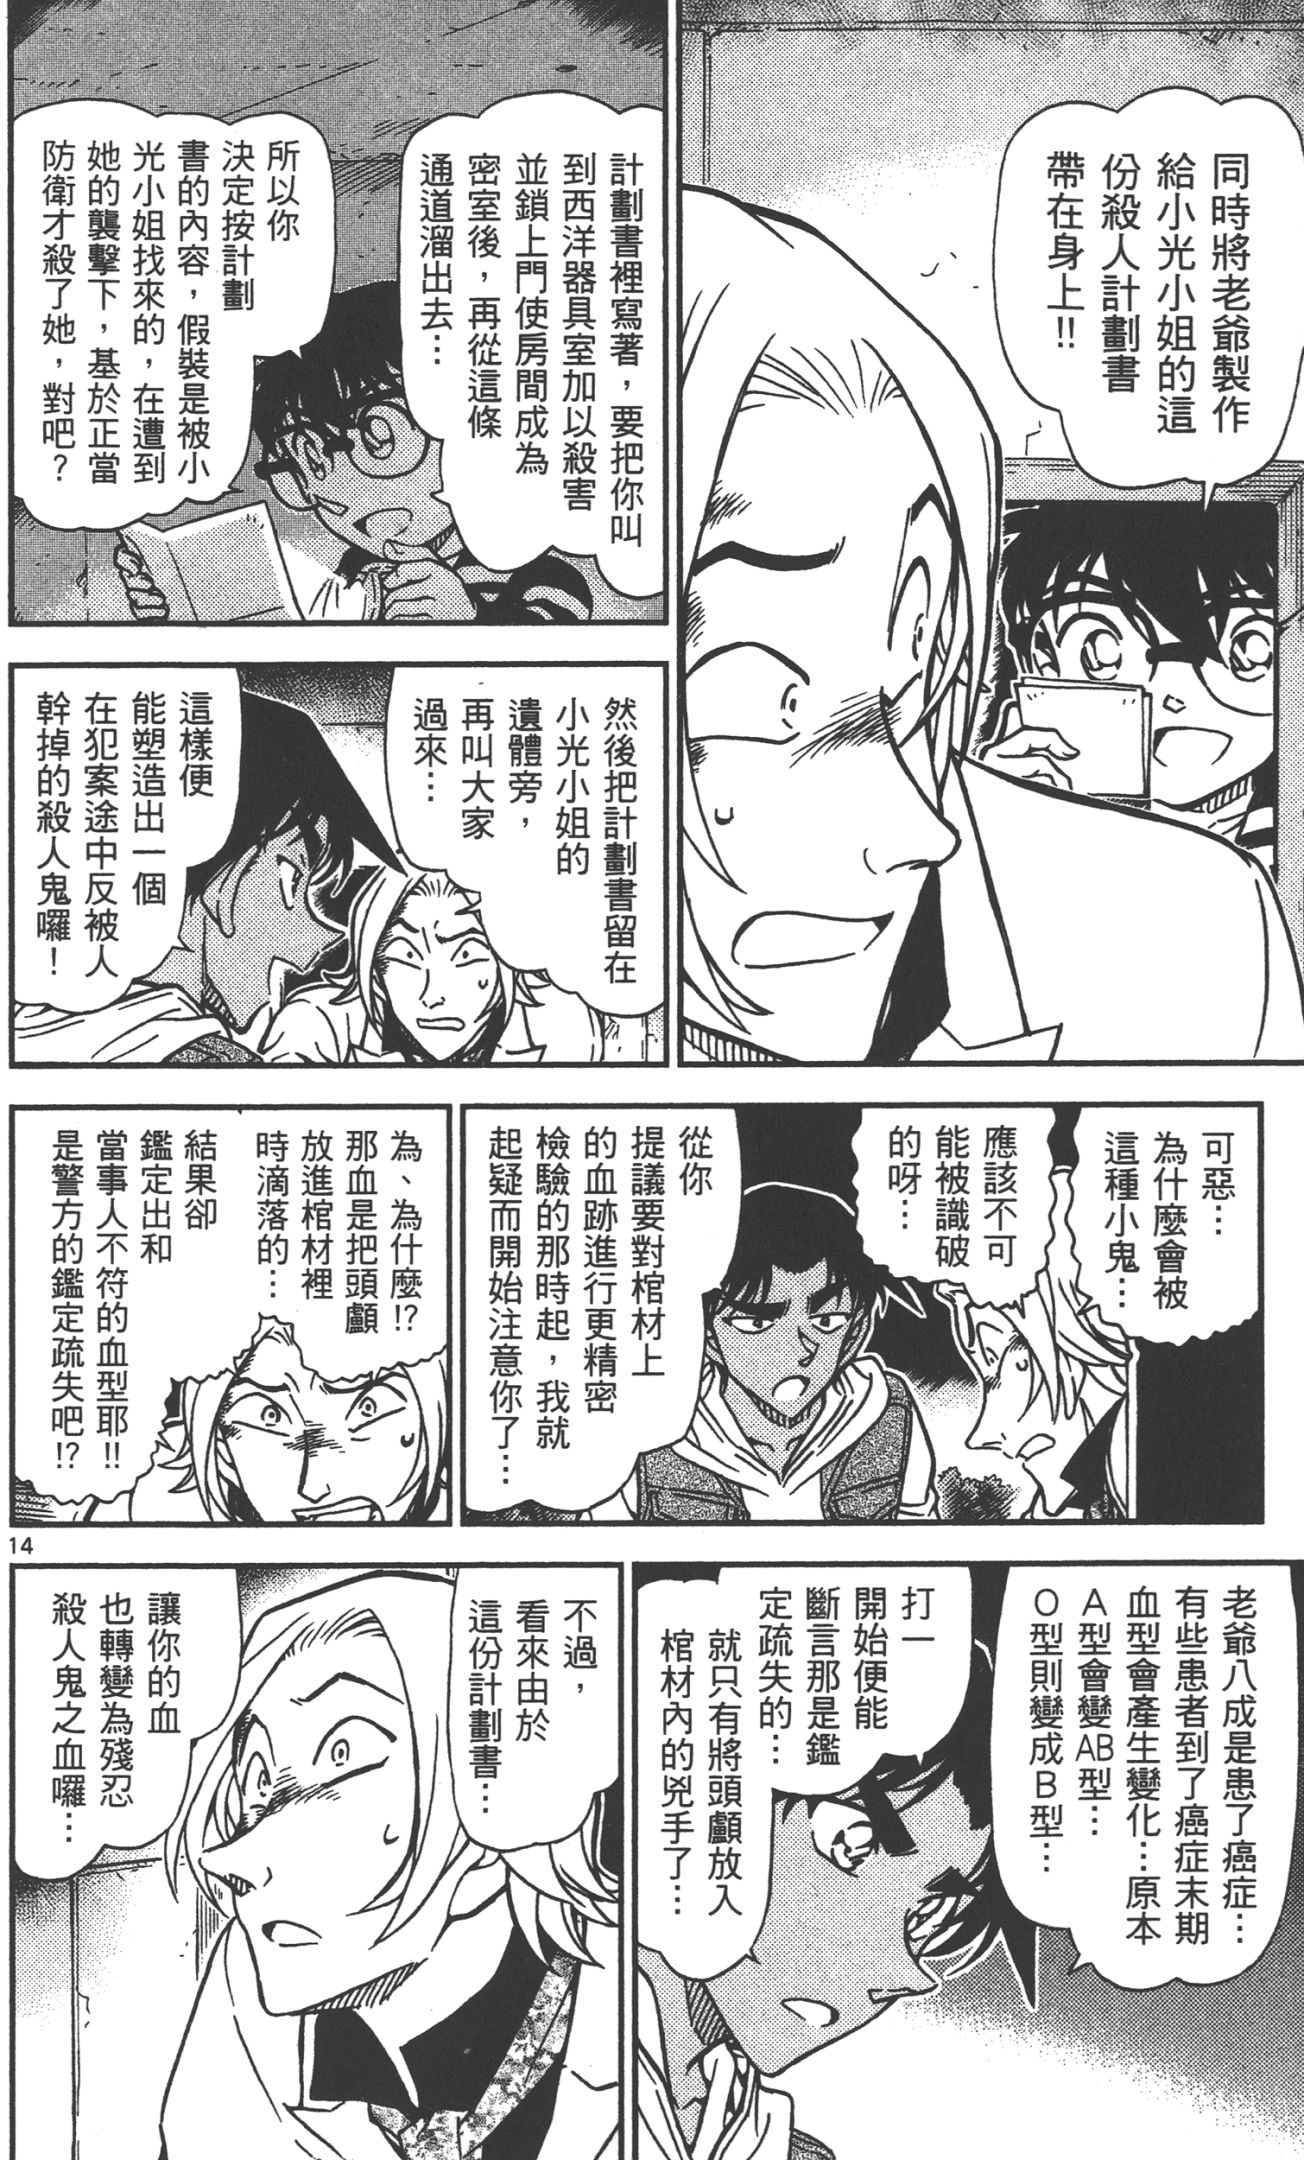 同時將老爺製作
給小光小姐的這
份殺人計劃書
帶在身上!!
計劃書裡寫著，要把你叫
到西洋器具室加以殺害
並鎖上門使房間成為
密室後，再從這條
通道溜出去…
所以你
決定按計劃
書的內容，假裝是被小
光小姐找來的，在遭到
她的襲擊下，基於正當
防衛才殺了她，對吧？
然後把計劃書留在
小光小姐的
遺體旁，
再叫大家
過來…
這樣便
能塑造出一個
在犯案途中反被人
幹掉的殺人鬼囉！
可惡…
為什麼會被
這種小鬼…
應該不可
能被識破
的呀…
從你
提議要對棺材上
的血跡進行更精密
檢驗的那時起，我就
起疑而開始注意你了…
為、為什麼!?
那血是把頭顱
放進棺材裡
時滴落的…
結果卻
鑑定出和
當事人不符的血型耶!!
是警方的鑑定疏失吧!?
14
老爺八成是患了癌症…
有些患者到了癌症末期
血型會產生變化…原本
A型會變AB型…
O型則變成B型…
打一
開始便能
斷言那是鑑
定疏失的…
就只有將頭顱放入
棺材內的兇手了…
不過，
看來由於
這份計劃書…
讓你的血
也轉變為殘忍
殺人鬼之血囉…